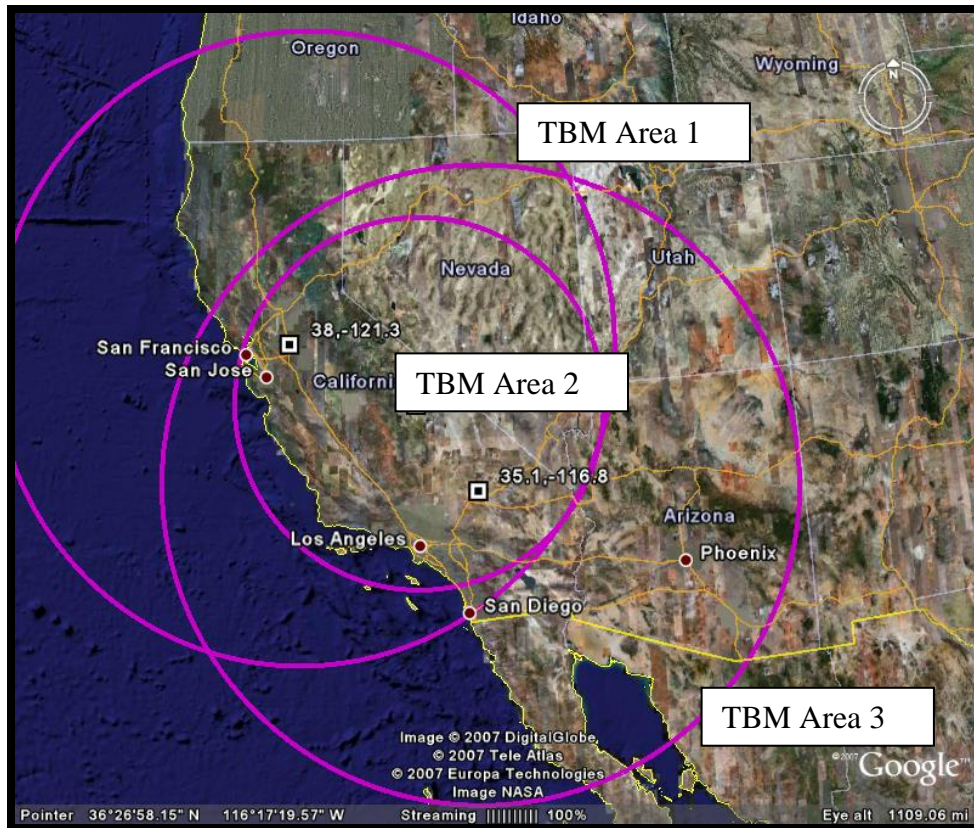 Idaho
Oregon
Wyoming
N
TBM Area 1
Utah
Nevada
38,-121.3
San Francisco
San Jose
Californi
TBM Area 2
35.1,-116.8
Arizona
Los Angeles
Phoenix
San Diego
TBM Area 3
Image © 2007 DigitalGlobe
© 2007 Tele Atlas
© 2007 Europa Technologies
Image NASA
©2007 Google™
Pointer 36°26'58.15" N 116°17'19.57" W Streaming |||||||||| 100% Eye alt 1109.06 mi